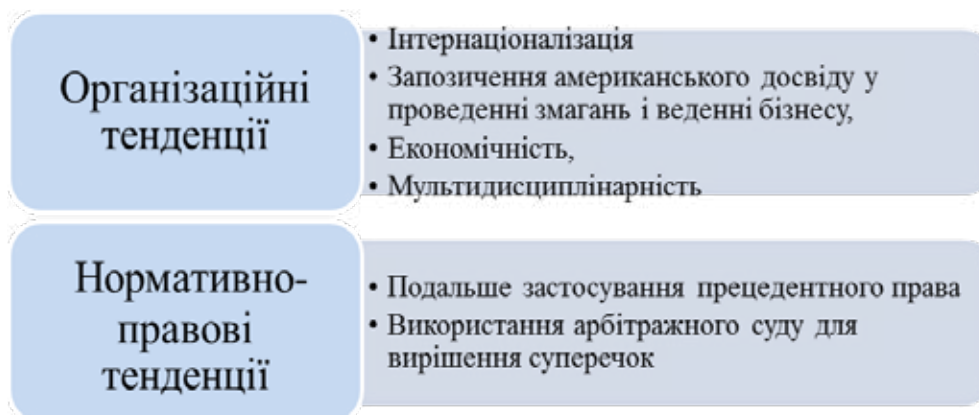 Організаційні
тенденції
• Інтернаціоналізація
• Запозичення американського досвіду у
проведенні змагань і веденні бізнесу,
• Економічність,
• Мультидисциплінарність
Нормативно-
правові
тенденції
• Подальше застосування прецедентного права
• Використання арбітражного суду для
вирішення суперечок